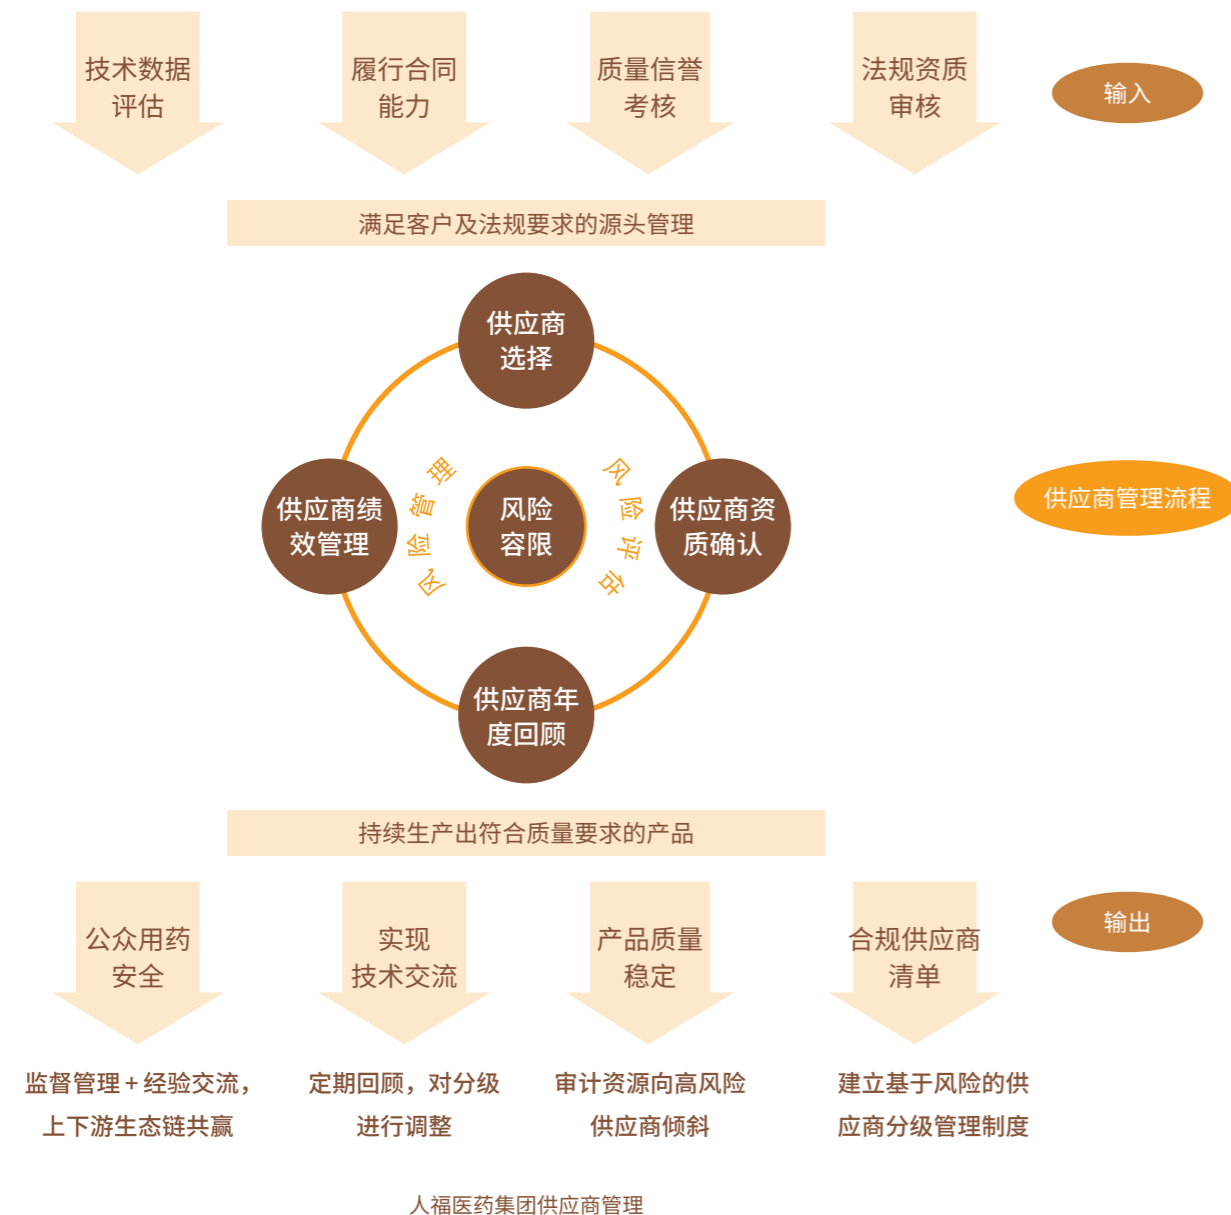 技术数据
评估
履行合同
能力
质量信誉
考核
法规资质
审核
输入
满足客户及法规要求的源头管理
供应商
选择
供应商绩
效管理
风险管理
风险
容限
风险评估
供应商资
质确认
供应商管理流程
供应商年
度回顾
持续生产出符合质量要求的产品
公众用药
安全
实现
技术交流
产品质量
稳定
合规供应商
清单
输出
监督管理 + 经验交流，
上下游生态链共赢
定期回顾，对分级
进行调整
审计资源向高风险
供应商倾斜
建立基于风险的供
应商分级管理制度
人福医药集团供应商管理